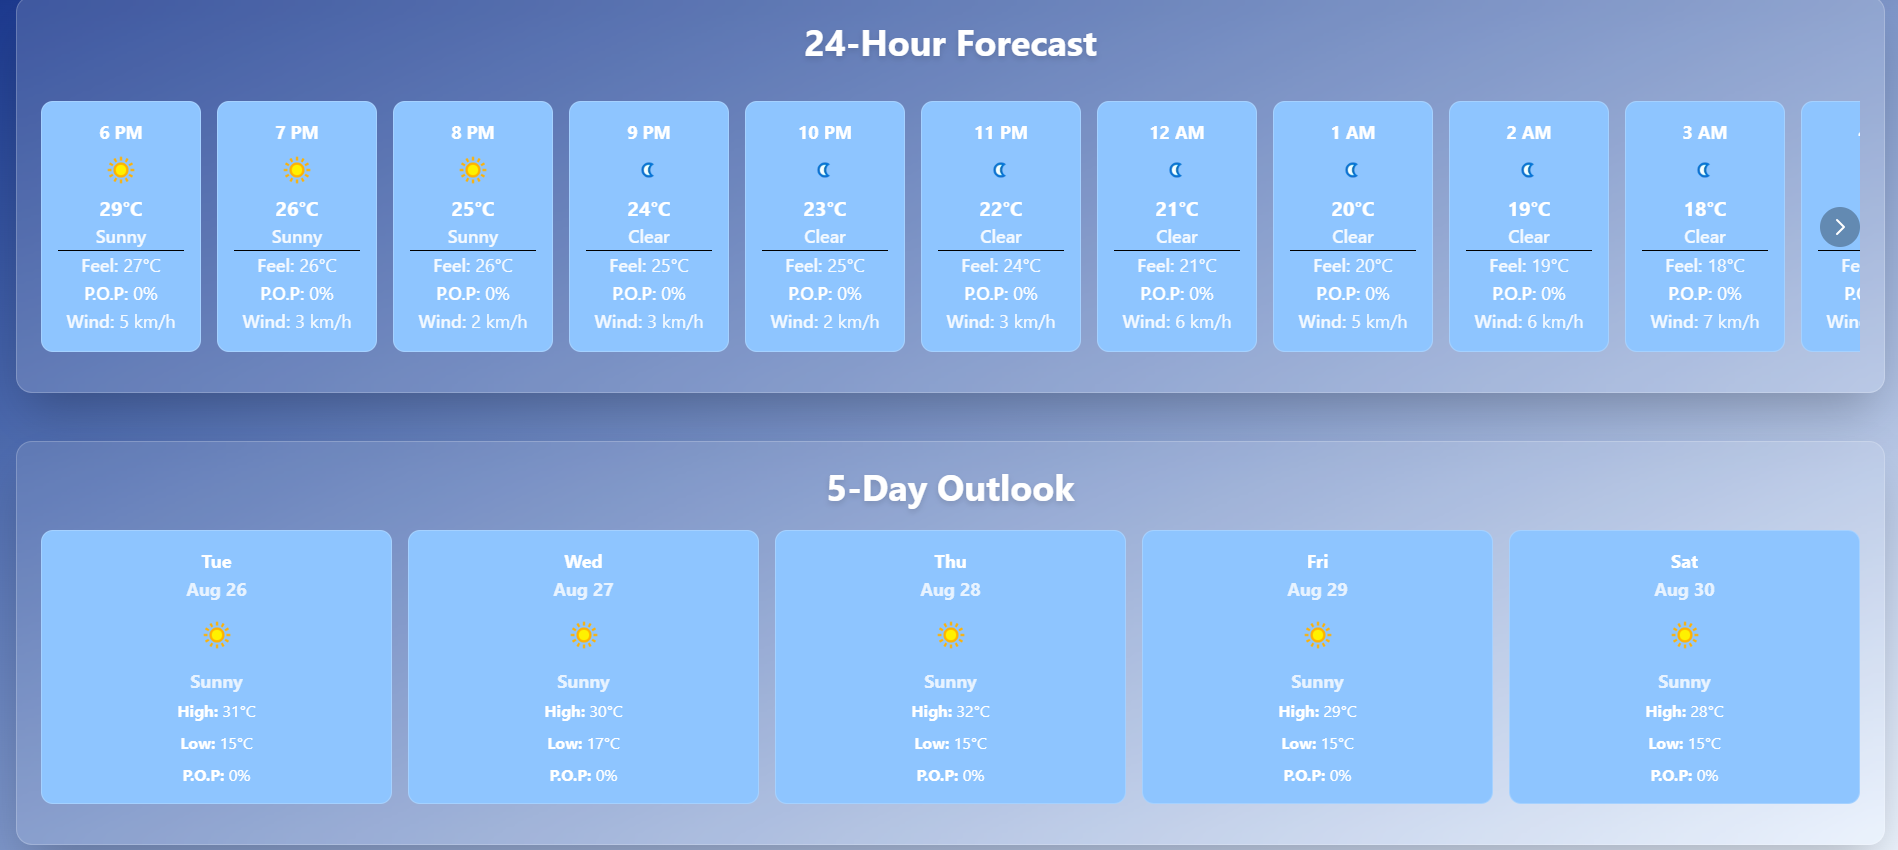 24-Hour Forecast
6 PM
29°C
Sunny
Feel: 27°C
P.O.P: 0%
Wind: 5 km/h
7 PM
26°C
Sunny
Feel: 26°C
P.O.P: 0%
Wind: 3 km/h
8 PM
25°C
Sunny
Feel: 26°C
P.O.P: 0%
Wind: 2 km/h
9 PM
24°C
Clear
Feel: 25°C
P.O.P: 0%
Wind: 3 km/h
10 PM
23°C
Clear
Feel: 25°C
P.O.P: 0%
Wind: 2 km/h
11 PM
22°C
Clear
Feel: 24°C
P.O.P: 0%
Wind: 3 km/h
12 AM
21°C
Clear
Feel: 21°C
P.O.P: 0%
Wind: 6 km/h
1 AM
20°C
Clear
Feel: 20°C
P.O.P: 0%
Wind: 5 km/h
2 AM
19°C
Clear
Feel: 19°C
P.O.P: 0%
Wind: 6 km/h
3 AM
18°C
Clear
Feel: 18°C
P.O.P: 0%
Wind: 7 km/h
5-Day Outlook
Tue
Aug 26
Sunny
High: 31°C
Low: 15°C
P.O.P: 0%
Wed
Aug 27
Sunny
High: 30°C
Low: 17°C
P.O.P: 0%
Thu
Aug 28
Sunny
High: 32°C
Low: 15°C
P.O.P: 0%
Fri
Aug 29
Sunny
High: 29°C
Low: 15°C
P.O.P: 0%
Sat
Aug 30
Sunny
High: 28°C
Low: 15°C
P.O.P: 0%